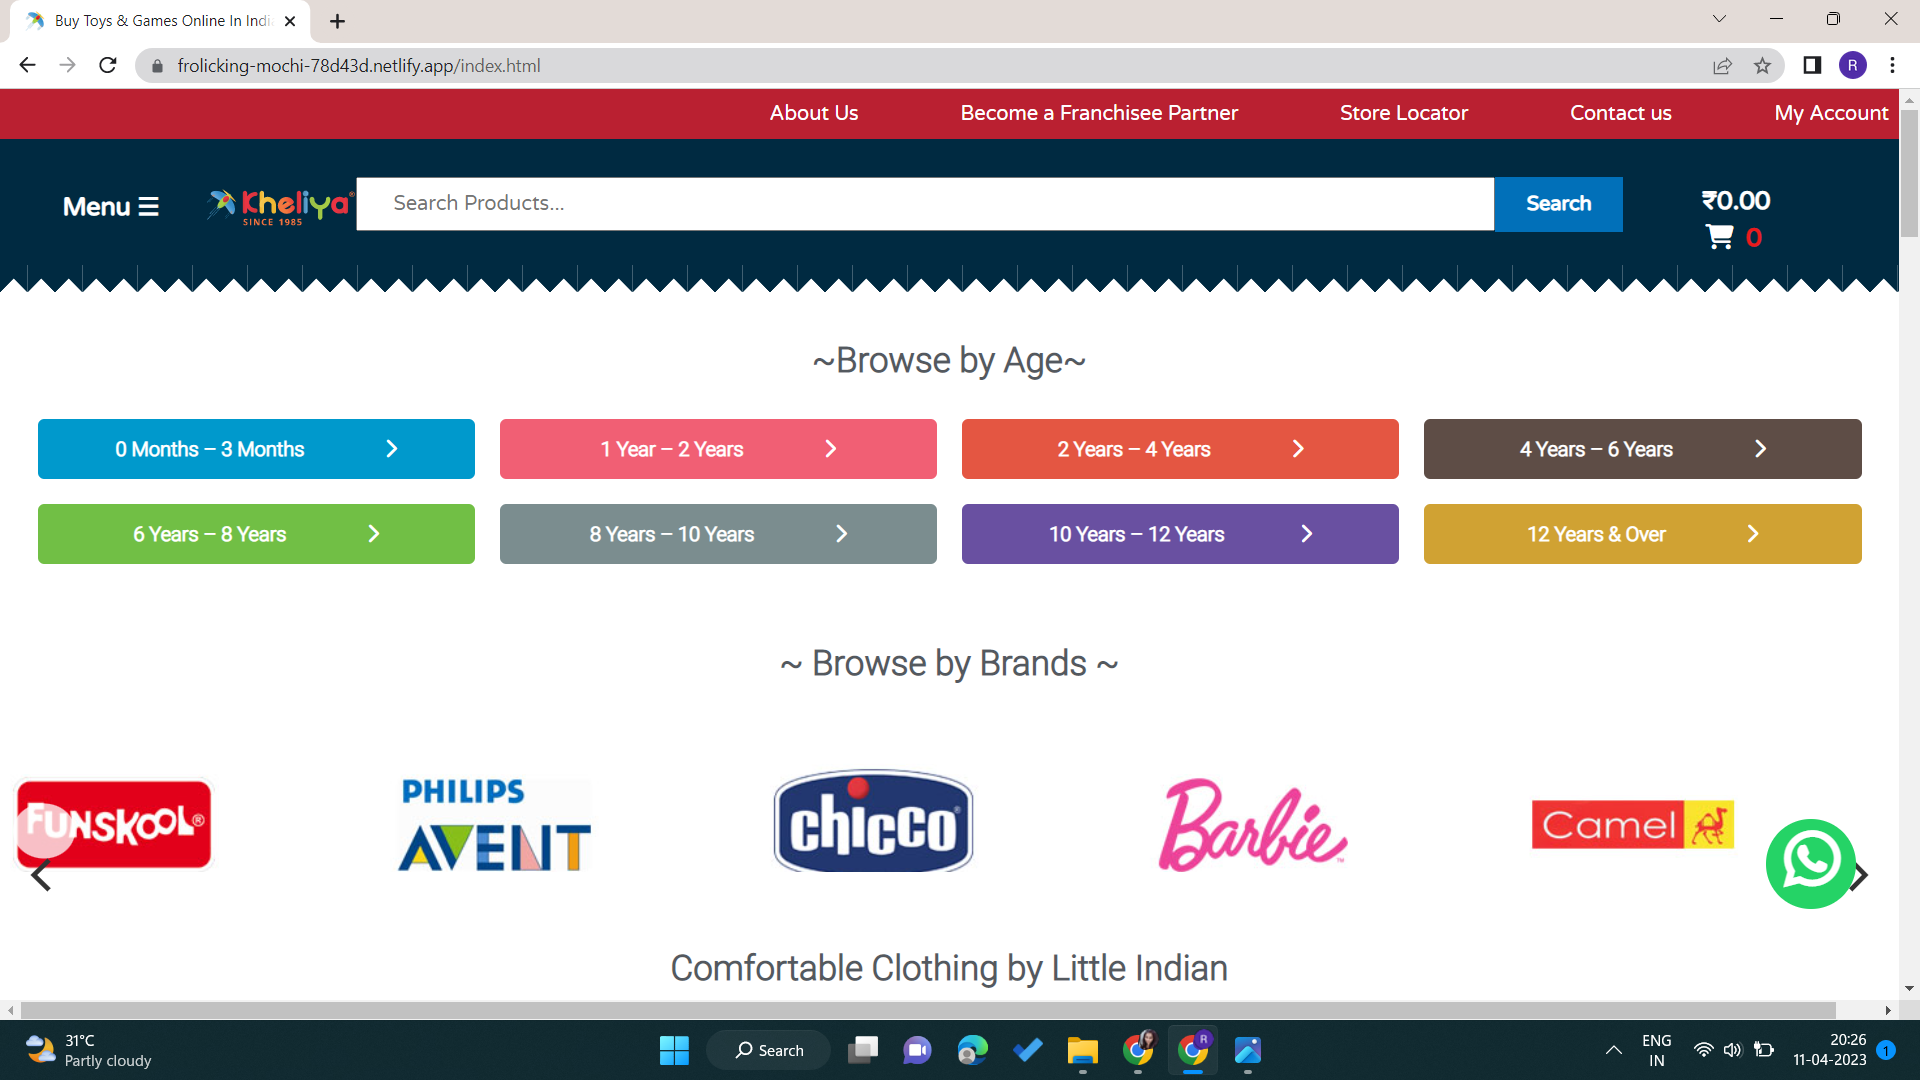 Buy Toys & Games Online In Indi
frolicking-mochi-78d43d.netlify.app/index.html
R
About Us Become a Franchisee Partner Store Locator Contact us My Account
Menu
Kheliya®
SINCE 1985
Search Products...
Search
₹0.00
0
~Browse by Age~
0 Months – 3 Months
1 Year – 2 Years
2 Years – 4 Years
4 Years – 6 Years
6 Years – 8 Years
8 Years – 10 Years
10 Years – 12 Years
12 Years & Over
~ Browse by Brands ~
FUNSKOOL®
PHILIPS
AVENT
chicco®
Barbie™
Camel
Comfortable Clothing by Little Indian
31°C
Partly cloudy
Search
R
ENG
IN
20:26
11-04-2023
1